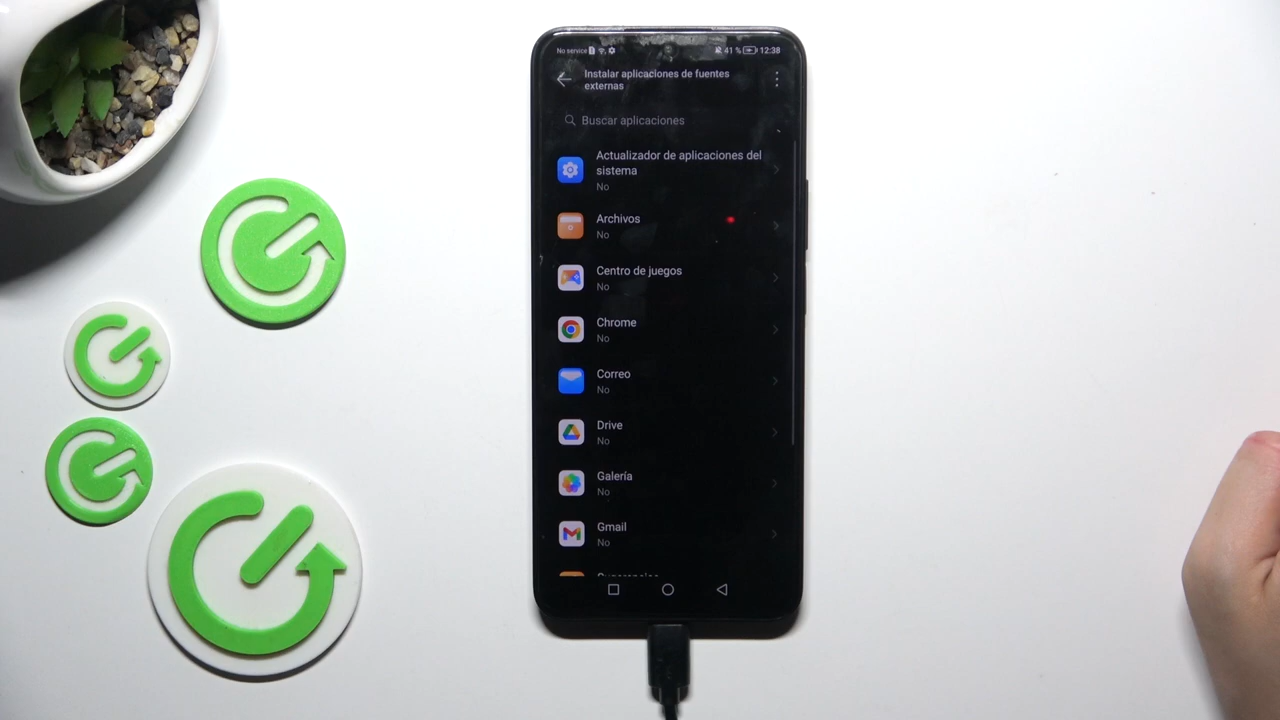 No service
41 %
12:38
Instalar aplicaciones de fuentes
externas
Buscar aplicaciones
Actualizador de aplicaciones del
sistema
No
Archivos
No
Centro de juegos
No
Chrome
No
Correo
No
Drive
No
Galería
No
Gmail
No